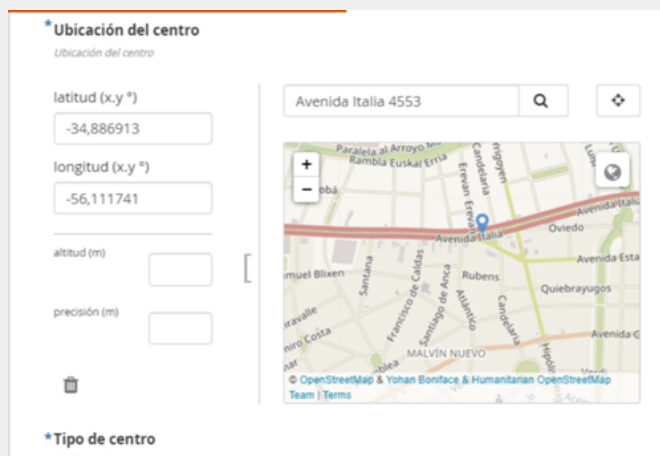 *Ubicación del centro
Ubicación del centro
latitud (x.y °)
-34,886913
longitud (x.y °)
-56,111741
altitud (m)
precisión (m)
Avenida Italia 4553
+
−
Paralela al Arroyo
Rambla Euskal Erria
Candelaria
Erevan
Erevan
Avenida Italia
Avenida Italia
Oviedo
Avenida Esta
muel Blixen
Santana
Francisco de Caldas
Santiago de Anca
Rubens
Atlántico
Candelaria
Quiebrayugos
Avenida G
MALVÍN NUEVO
© OpenStreetMap & Yohan Boniface & Humanitarian OpenStreetMap
Team | Terms
*Tipo de centro